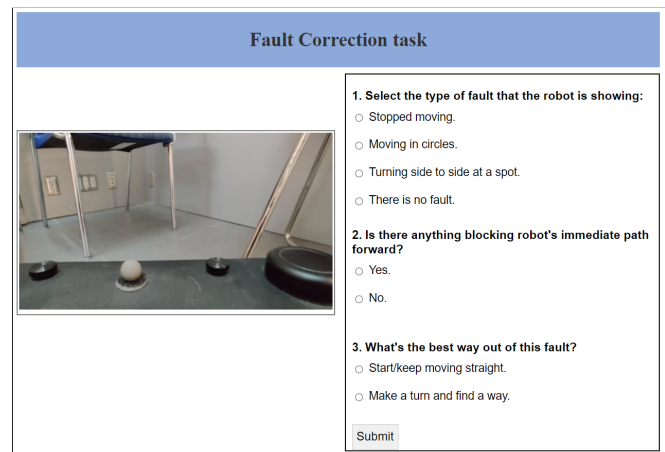 Fault Correction task
1. Select the type of fault that the robot is showing:
Stopped moving.
Moving in circles.
Turning side to side at a spot.
There is no fault.
2. Is there anything blocking robot's immediate path
forward?
Yes.
No.
3. What's the best way out of this fault?
Start/keep moving straight.
Make a turn and find a way.
Submit